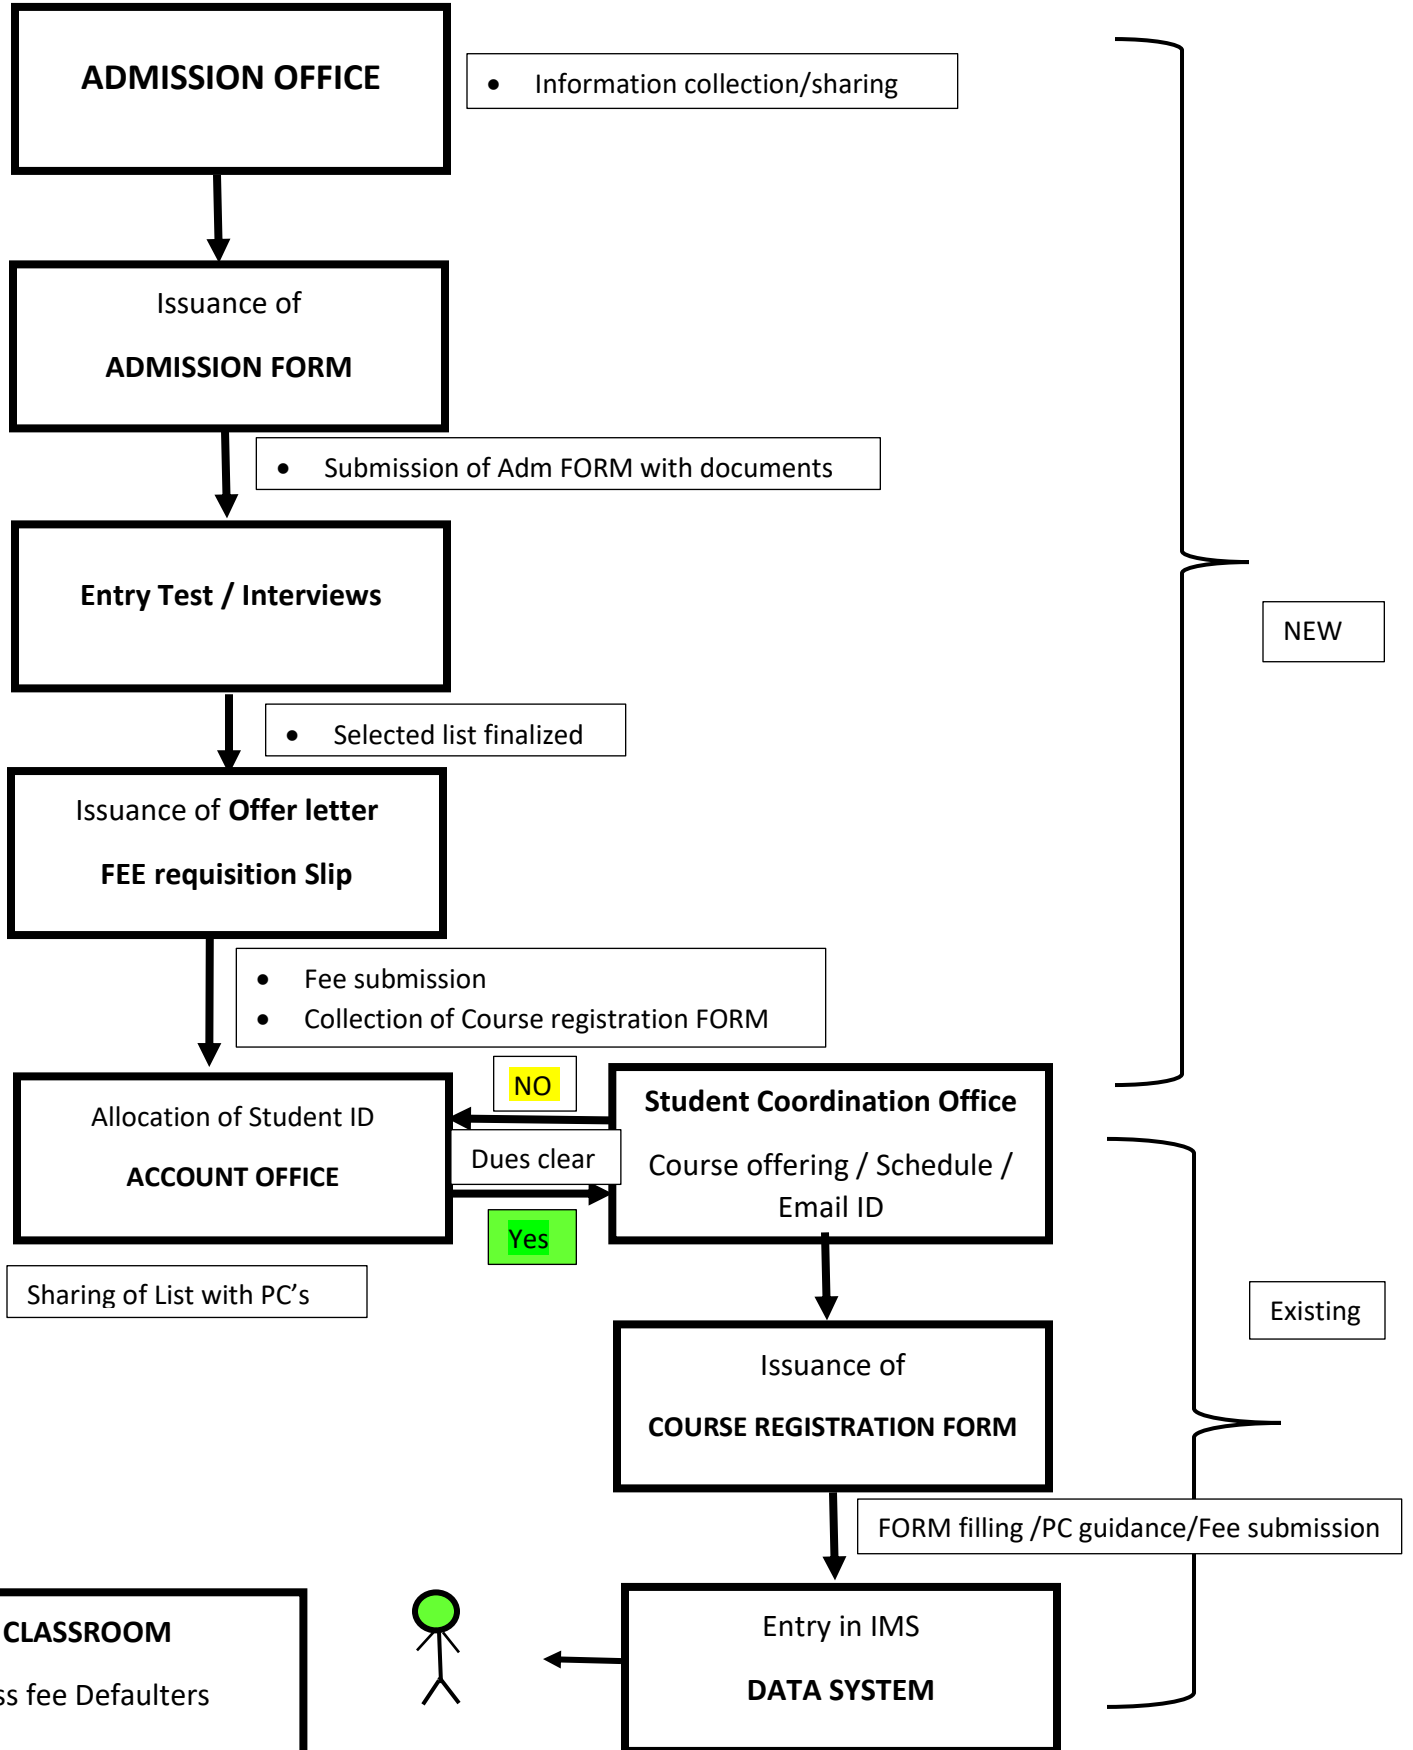 ADMISSION OFFICE
• Information collection/sharing
Issuance of
ADMISSION FORM
• Submission of Adm FORM with documents
Entry Test / Interviews
NEW
• Selected list finalized
Issuance of Offer letter
FEE requisition Slip
• Fee submission
• Collection of Course registration FORM
NO
Allocation of Student ID
ACCOUNT OFFICE
Dues clear
Yes
Student Coordination Office
Course offering / Schedule /
Email ID
Sharing of List with PC’s
Existing
Issuance of
COURSE REGISTRATION FORM
FORM filling /PC guidance/Fee submission
CLASSROOM
fee Defaulters
Entry in IMS
DATA SYSTEM